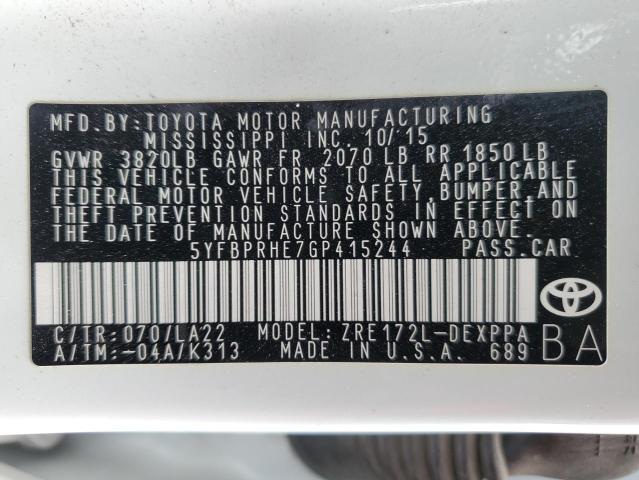 MFD.BY:TOYOTA MOTOR MANUFACTURING
MISSISSIPPI INC. 10/15
GVWR 3820LB GAWR FR 2070 LB RR 1850 LB
THIS VEHICLE CONFORMS TO ALL APPLICABLE
FEDERAL MOTOR VEHICLE SAFETY,BUMPER AND
THEFT PREVENTION STANDARDS IN EFFECT ON
THE DATE OF MANUFACTURE SHOWN ABOVE.
5YFBPRHE7GP415244 PASS.CAR
C/TR:070/LA22 MODEL:ZRE172L-DEXPPA
A/TM:-04A/K313 MADE IN U.S.A. 689 BA